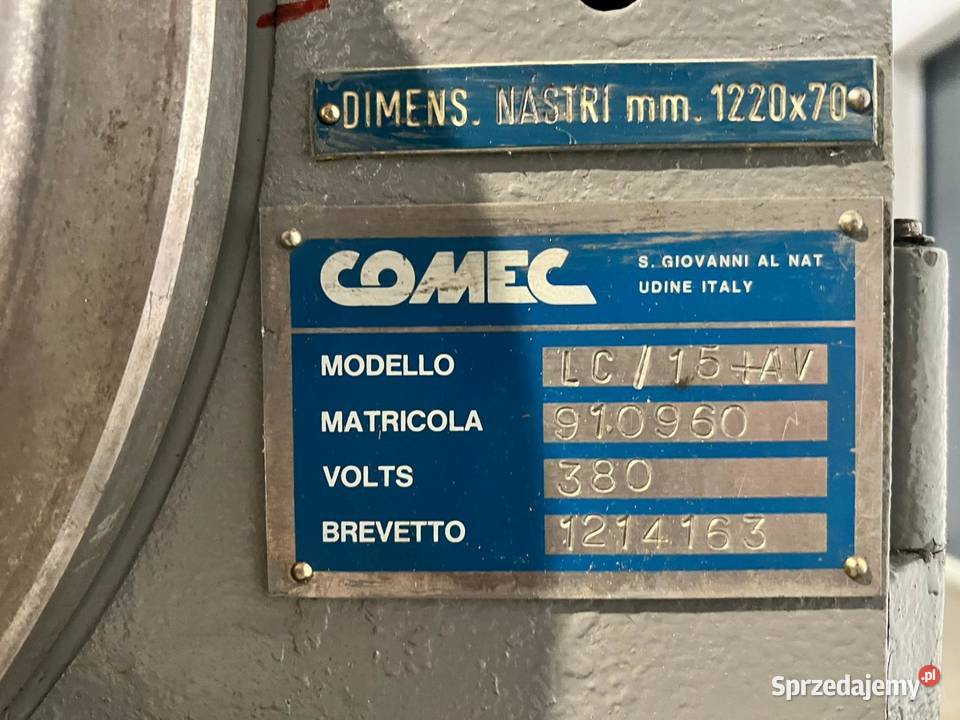 DIMENS. NASTRI mm. 1220x70
COMEC
S. GIOVANNI AL NAT
UDINE ITALY
MODELLO LC/15+AV
MATRICOLA 910960
VOLTS 380
BREVETTO 1214163
Sprzedajemy.pl